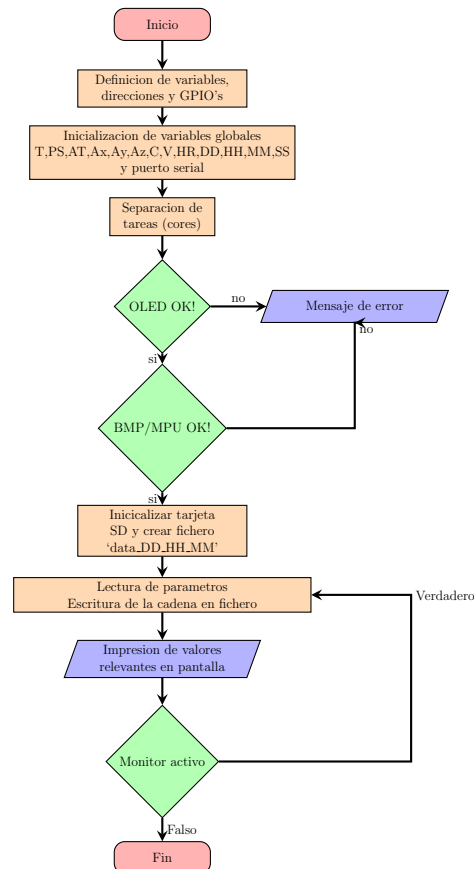 Inicio
Definicion de variables,
direcciones y GPIO's
Inicializacion de variables globales
T,PS,AT,Ax,Ay,Az,C,V,HR,DD,HH,MM,SS
y puerto serial
Separacion de
tareas (cores)
OLED OK!
no
Mensaje de error
si
no
BMP/MPU OK!
si
Inicicalizar tarjeta
SD y crear fichero
‘data_DD_HH_MM’
Lectura de parametros
Escritura de la cadena en fichero
Verdadero
Impresion de valores
relevantes en pantalla
Monitor activo
Falso
Fin